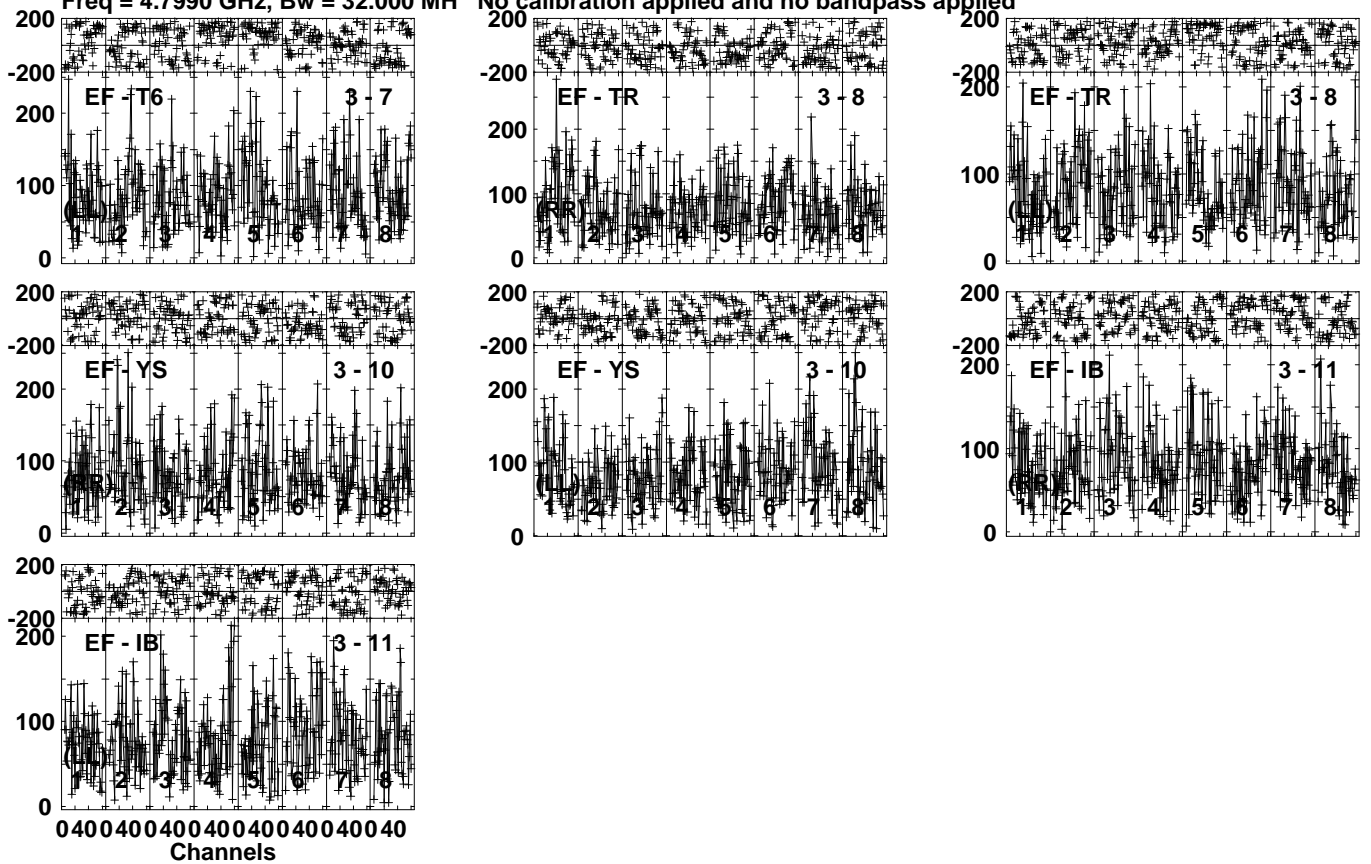 Freq = 4.7990 GHz, Bw = 32.000 MH No calibration applied and no bandpass applied
200 200 200
-200 -200 -200
EF - T6 3 - 7 EF - TR 3 - 8 EF - TR 3 - 8
200 200 200
100 100 100
(LL) (RR) (LL)
1 2 3 4 5 6 7 8 1 2 3 4 5 6 7 8 1 2 3 4 5 6 7 8
0 0 0
200 200 200
-200 -200 -200
EF - YS 3 - 10 EF - YS 3 - 10 EF - IB 3 - 11
200 200 200
100 100 100
(RR) (LL) (RR)
1 2 3 4 5 6 7 8 1 2 3 4 5 6 7 8 1 2 3 4 5 6 7 8
0 0 0
200
-200
EF - IB 3 - 11
200
100
(LL)
1 2 3 4 5 6 7 8
0
0 40 0 40 0 40 0 40 0 40 0 40 0 40 0 40
Channels